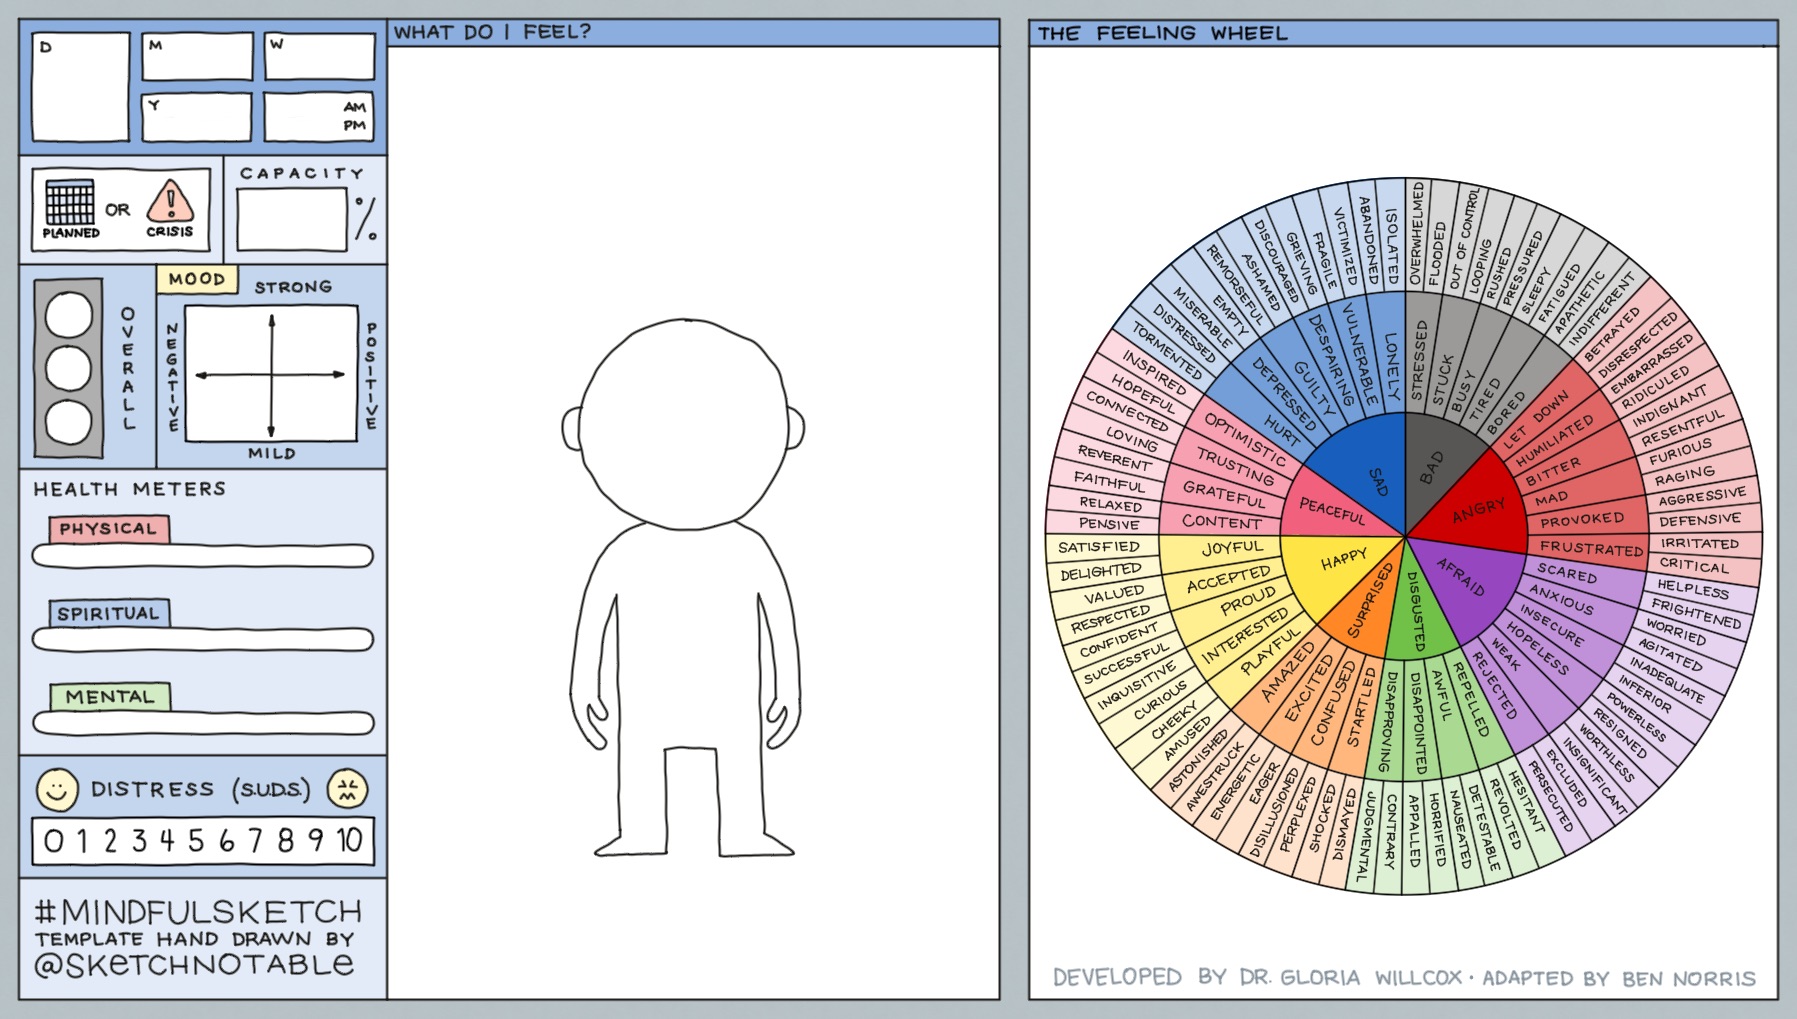 D
M
W
Y
AM
PM
PLANNED
OR
CRISIS
CAPACITY
%
OVERALL
MOOD
STRONG
NEGATIVE
POSITIVE
MILD
HEALTH METERS
PHYSICAL
SPIRITUAL
MENTAL
DISTRESS (S.U.D.S.)
0 1 2 3 4 5 6 7 8 9 10
#MINDFULSKETCH
TEMPLATE HAND DRAWN BY
@SKETCHNOTABLE
WHAT DO I FEEL?
THE FEELING WHEEL
BAD
ANGRY
AFRAID
DISGUSTED
SURPRISED
HAPPY
PEACEFUL
SAD
STRESSED
STUCK
BUSY
TIRED
BORED
LET DOWN
HUMILIATED
BITTER
MAD
PROVOKED
FRUSTRATED
SCARED
ANXIOUS
INSECURE
HOPELESS
WEAK
REJECTED
REPELLED
AWFUL
DISAPPOINTED
DISAPPROVING
STARTLED
CONFUSED
EXCITED
AMAZED
PLAYFUL
INTERESTED
PROUD
ACCEPTED
JOYFUL
CONTENT
GRATEFUL
TRUSTING
OPTIMISTIC
HURT
DEPRESSED
GUILTY
DESPAIRING
VULNERABLE
LONELY
OVERWHELMED
FLOODED
OUT OF CONTROL
LOOPING
RUSHED
PRESSURED
SLEEPY
FATIGUED
APATHETIC
INDIFFERENT
BETRAYED
DISRESPECTED
EMBARRASSED
RIDICULED
INDIGNANT
RESENTFUL
FURIOUS
RAGING
AGGRESSIVE
DEFENSIVE
IRRITATED
CRITICAL
HELPLESS
FRIGHTENED
WORRIED
AGITATED
INADEQUATE
INFERIOR
POWERLESS
RESIGNED
WORTHLESS
INSIGNIFICANT
EXCLUDED
PERSECUTED
HESITANT
REVOLTED
DETESTABLE
NAUSEATED
HORRIFIED
APPALLED
CONTRARY
JUDGMENTAL
DISMAYED
SHOCKED
PERPLEXED
DISILLUSIONED
EAGER
ENERGETIC
AWESTRUCK
ASTONISHED
AMUSED
CHEEKY
CURIOUS
INQUISITIVE
SUCCESSFUL
CONFIDENT
RESPECTED
VALUED
DELIGHTED
SATISFIED
PENSIVE
RELAXED
FAITHFUL
REVERENT
LOVING
CONNECTED
HOPEFUL
INSPIRED
TORMENTED
DISTRESSED
MISERABLE
EMPTY
REMORSEFUL
ASHAMED
DISCOURAGED
GRIEVING
FRAGILE
VICTIMIZED
ABANDONED
ISOLATED
DEVELOPED BY DR. GLORIA WILLCOX · ADAPTED BY BEN NORRIS